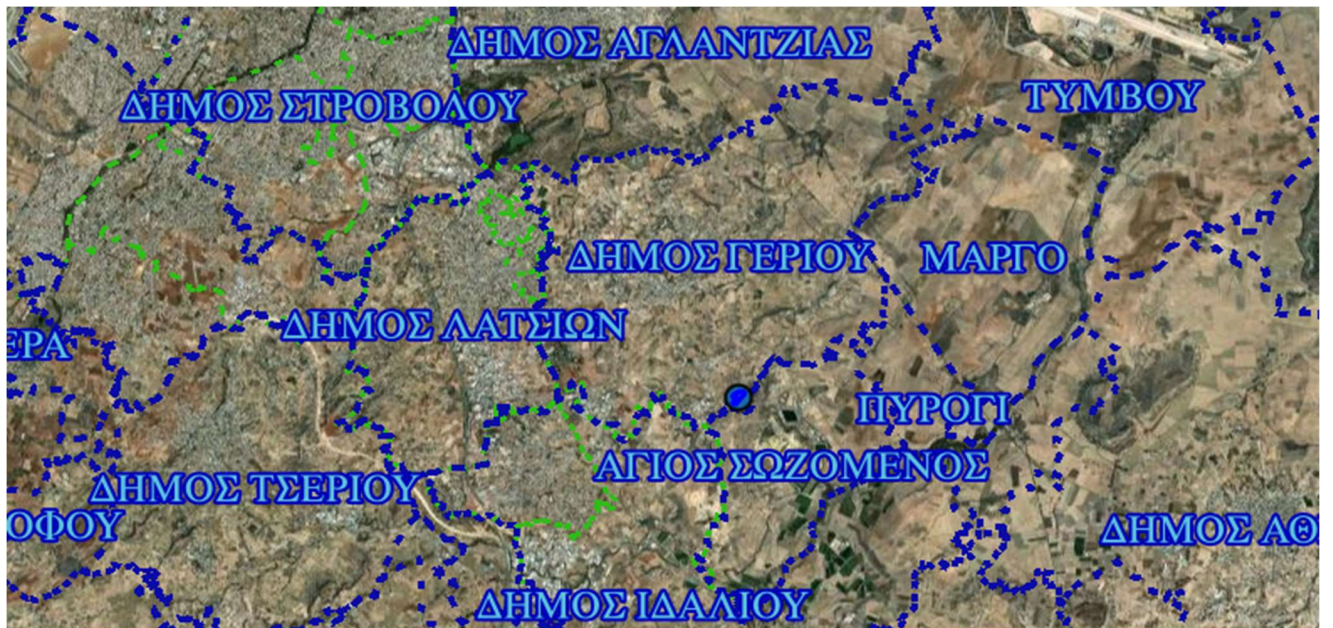 ΔΗΜΟΣ ΑΓΛΑΝΤΖΙΑΣ
ΤΥΜΒΟΥ
ΔΗΜΟΣ ΣΤΡΟΒΟΛΟΥ
ΔΗΜΟΣ ΓΕΡΙΟΥ
ΜΑΡΓΟ
ΔΗΜΟΣ ΛΑΤΣΙΩΝ
ΕΡΑ
ΠΥΡΟΓΙ
ΑΓΙΟΣ ΣΩΖΟΜΕΝΟΣ
ΔΗΜΟΣ ΤΣΕΡΙΟΥ
ΟΦΟΥ
ΔΗΜΟΣ ΑΘ
ΔΗΜΟΣ ΙΔΑΛΙΟΥ